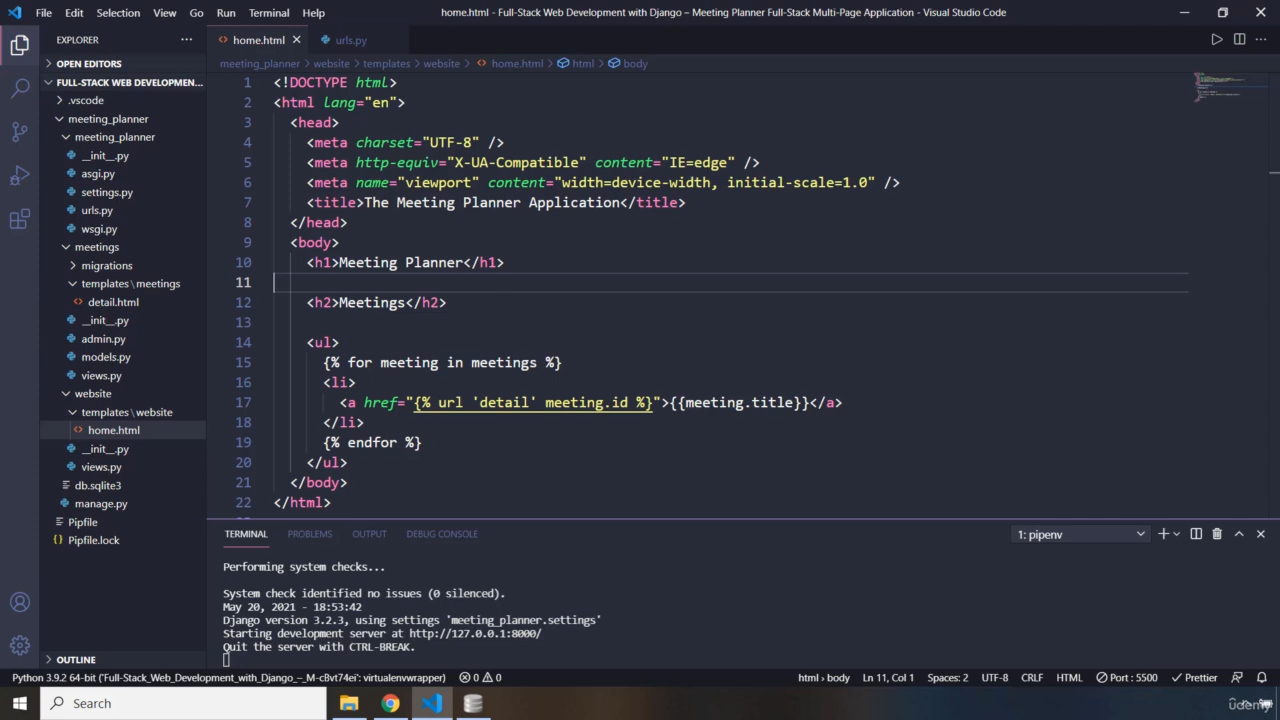 File Edit Selection View Go Run Terminal Help
home.html - Full-Stack Web Development with Django – Meeting Planner Full-Stack Multi-Page Application - Visual Studio Code
EXPLORER
home.html
urls.py
OPEN EDITORS
meeting_planner > website > templates > website > home.html > html > body
FULL-STACK WEB DEVELOPMEN...
.vscode
meeting_planner
meeting_planner
__init__.py
asgi.py
settings.py
urls.py
wsgi.py
meetings
migrations
templates \ meetings
detail.html
__init__.py
admin.py
models.py
views.py
website
templates \ website
home.html
__init__.py
views.py
db.sqlite3
manage.py
Pipfile
Pipfile.lock
OUTLINE
1 <!DOCTYPE html>
2 <html lang="en">
3 <head>
4 <meta charset="UTF-8" />
5 <meta http-equiv="X-UA-Compatible" content="IE=edge" />
6 <meta name="viewport" content="width=device-width, initial-scale=1.0" />
7 <title>The Meeting Planner Application</title>
8 </head>
9 <body>
10 <h1>Meeting Planner</h1>
11
12 <h2>Meetings</h2>
13
14 <ul>
15 {% for meeting in meetings %}
16 <li>
17 <a href="{% url 'detail' meeting.id %}">{{meeting.title}}</a>
18 </li>
19 {% endfor %}
20 </ul>
21 </body>
22 </html>
TERMINAL PROBLEMS OUTPUT DEBUG CONSOLE
1: pipenv
Performing system checks...
System check identified no issues (0 silenced).
May 20, 2021 - 18:53:42
Django version 3.2.3, using settings 'meeting_planner.settings'
Starting development server at http://127.0.0.1:8000/
Quit the server with CTRL-BREAK.
Python 3.9.2 64-bit ('Full-Stack_Web_Development_with_Django_–_M-cBvt74ei': virtualenvwrapper) 0 0
html › body Ln 11, Col 1 Spaces: 2 UTF-8 CRLF HTML Port : 5500 Prettier
Search
udemy